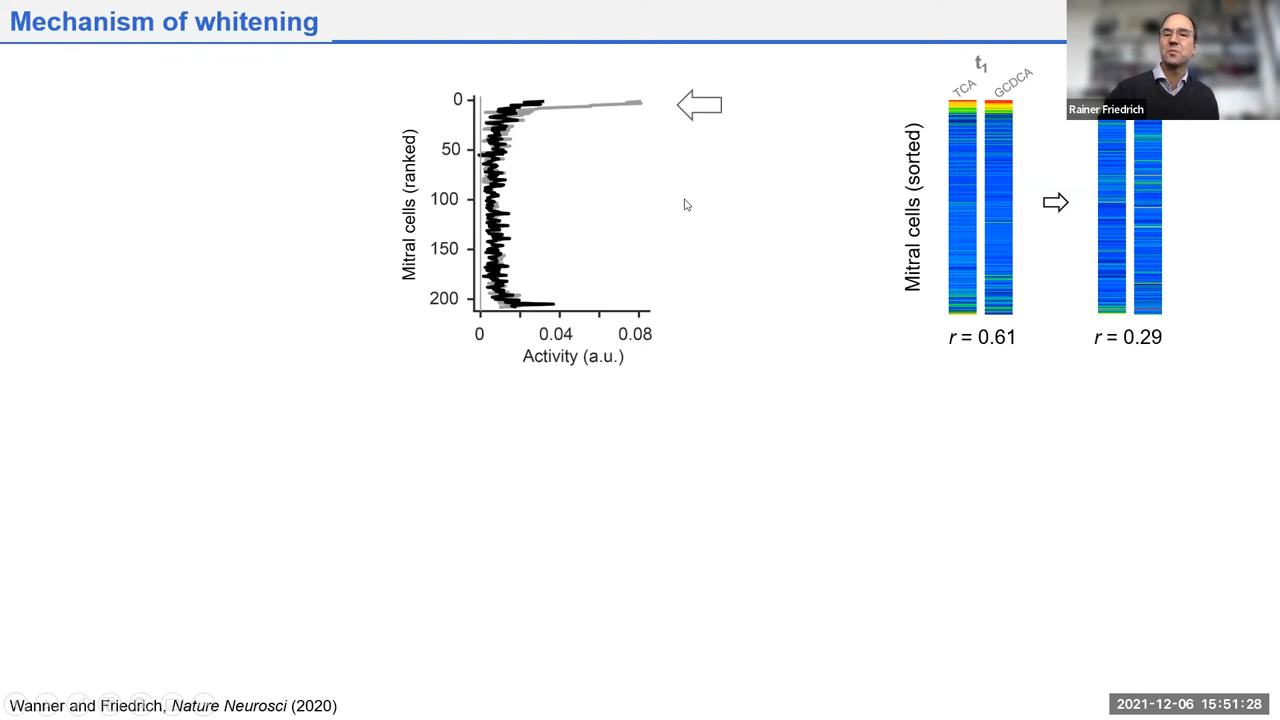 Mechanism of whitening
Rainer Friedrich
t1
TCA
GCDCA
Mitral cells (ranked)
0
50
100
150
200
0
0.04
0.08
Activity (a.u.)
Mitral cells (sorted)
r = 0.61
r = 0.29
Wanner and Friedrich, Nature Neurosci (2020)
2021-12-06 15:51:28